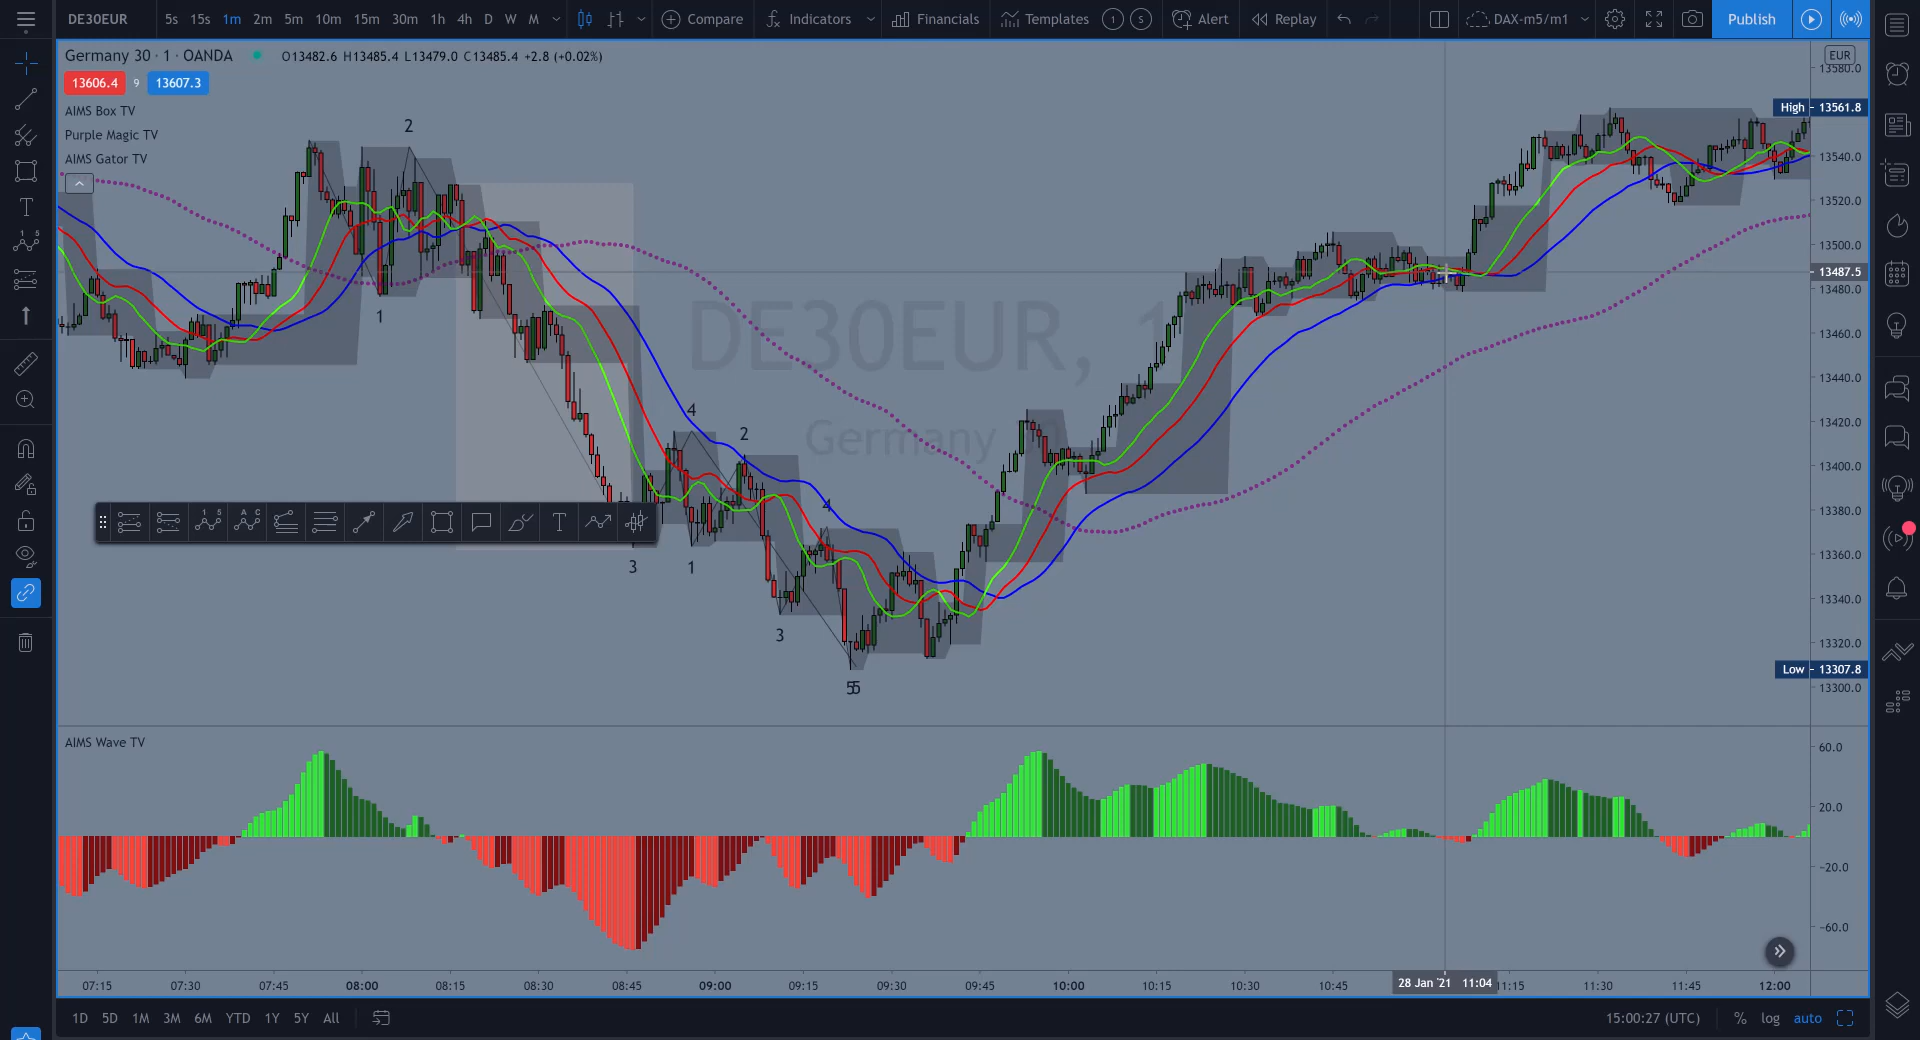 DE30EUR 5s 15s 1m 2m 5m 10m 15m 30m 1h 4h D W M Compare Indicators Financials Templates 1 S Alert Replay DAX-m5/m1 Publish
Germany 30 · 1 · OANDA O13482.6 H13485.4 L13479.0 C13485.4 +2.8 (+0.02%)
EUR
13580.0
13606.4 9 13607.3
AIMS Box TV
High 13561.8
Purple Magic TV
AIMS Gator TV
2
13540.0
13520.0
13500.0
13487.5
13480.0
1
13460.0
DE30EUR, 1
13440.0
4
13420.0
2
Germany
13400.0
4
13380.0
3
1
13360.0
13340.0
3
13320.0
Low 13307.8
55
13300.0
AIMS Wave TV
60.0
20.0
−20.0
−60.0
07:15 07:30 07:45 08:00 08:15 08:30 08:45 09:00 09:15 09:30 09:45 10:00 10:15 10:30 10:45 28 Jan '21 11:04 11:15 11:30 11:45 12:00
1D 5D 1M 3M 6M YTD 1Y 5Y All 15:00:27 (UTC) % log auto